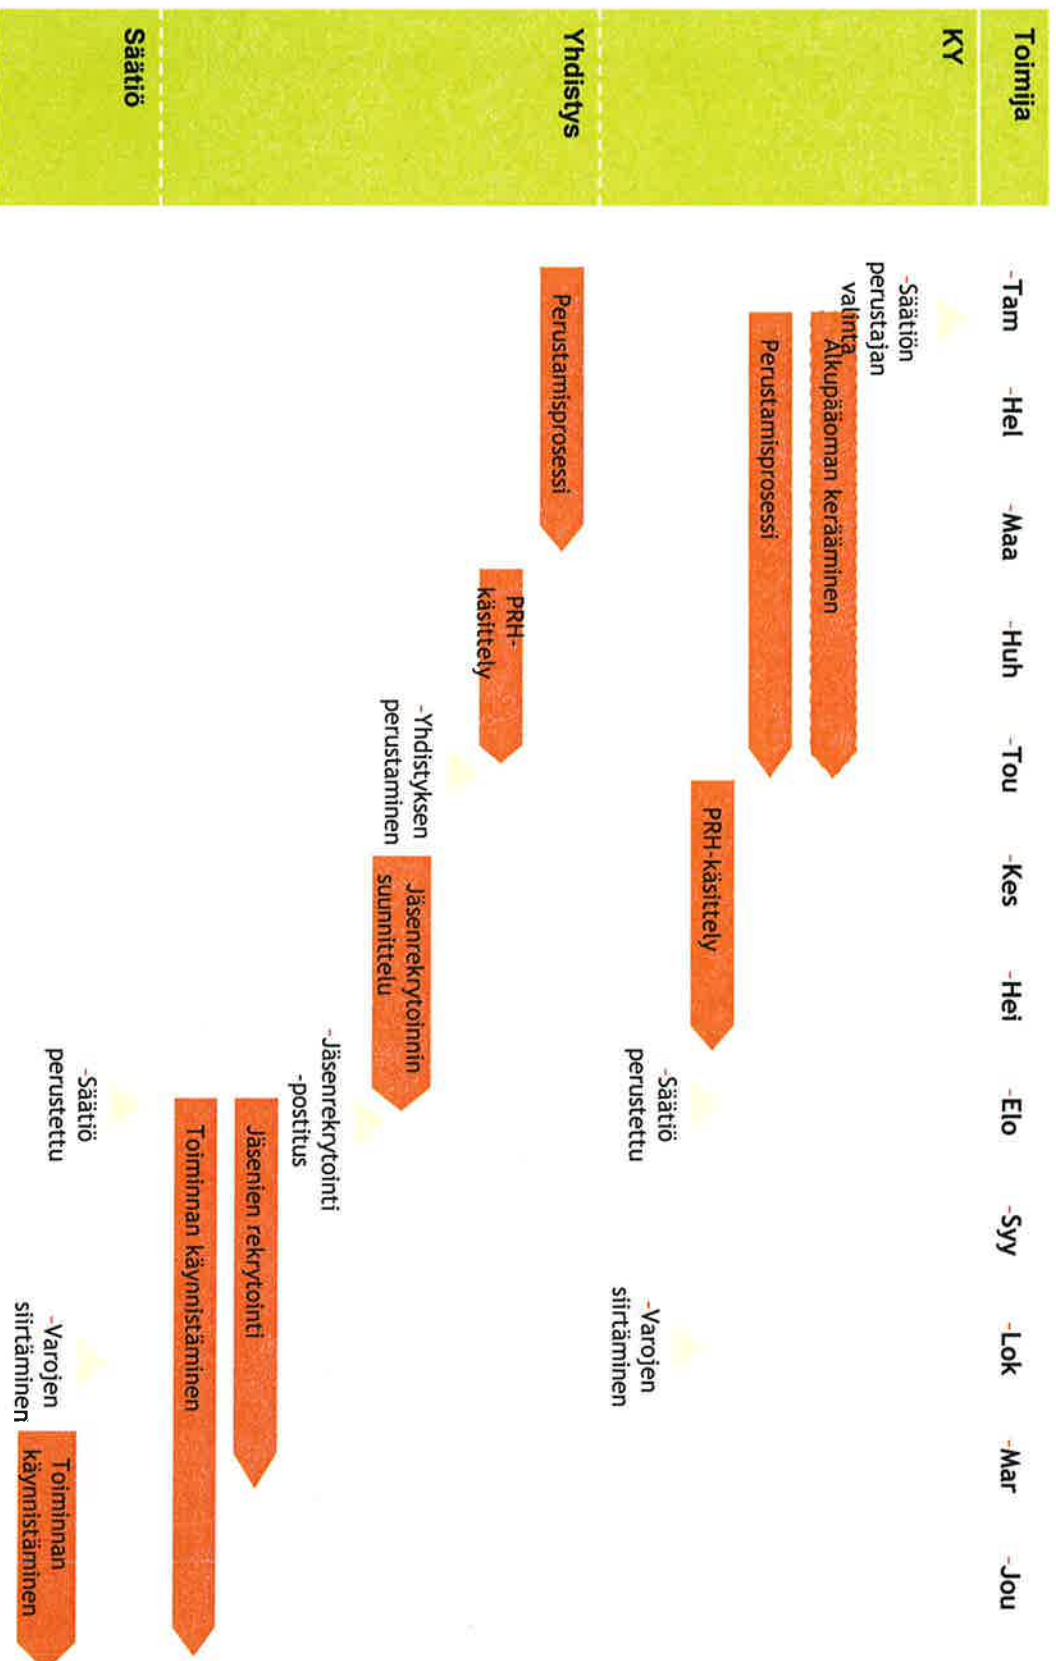 Toimija
-Tam
-Hel
-Maa
-Huh
-Tou
-Kes
-Hei
-Elo
-Syy
-Lok
-Mar
-Jou
KY
-Säätiön
perustajan
valinta
Alkupääoman kerääminen
Perustamisprosessi
PRH-käsittely
-Säätiö
perustettu
-Varojen
siirtäminen
Yhdistys
Perustamisprosessi
PRH-
käsittely
-Yhdistyksen
perustaminen
Jäsenrekrytoinnin
suunnittelu
-Jäsenrekrytointi
-postitus
Jäsenien rekrytointi
Toiminnan käynnistäminen
Säätiö
-Säätiö
perustettu
-Varojen
siirtäminen
Toiminnan
käynnistäminen